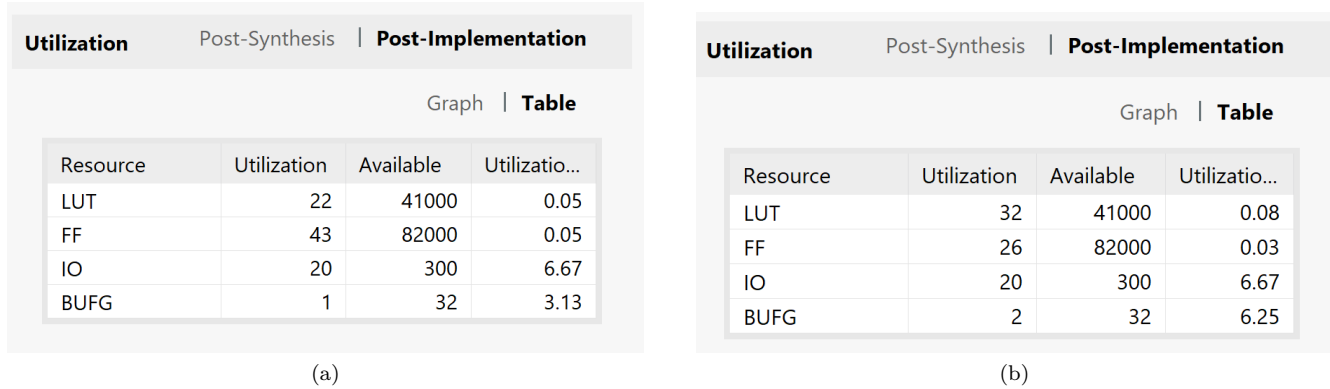 Utilization Post-Synthesis | Post-Implementation
Graph | Table
Resource Utilization Available Utilizatio...
LUT 22 41000 0.05
FF 43 82000 0.05
IO 20 300 6.67
BUFG 1 32 3.13
(a)
Utilization Post-Synthesis | Post-Implementation
Graph | Table
Resource Utilization Available Utilizatio...
LUT 32 41000 0.08
FF 26 82000 0.03
IO 20 300 6.67
BUFG 2 32 6.25
(b)